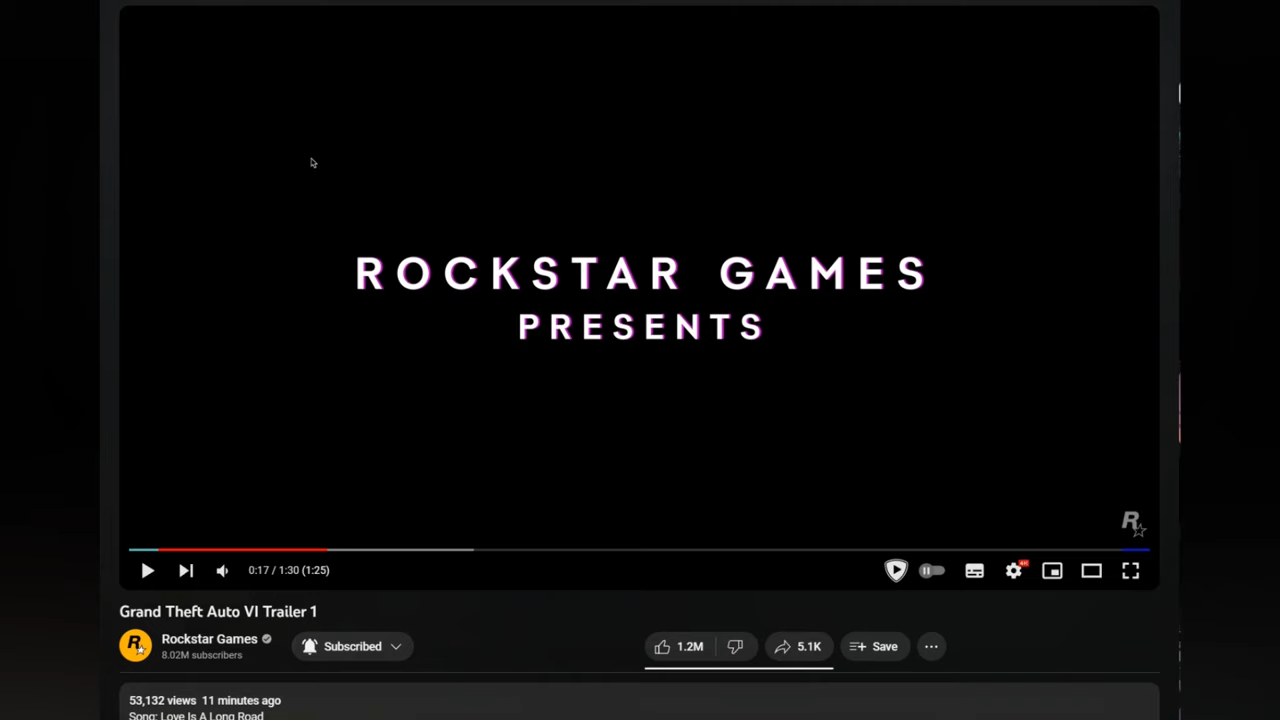 ROCKSTAR GAMES
PRESENTS
R
0:17 / 1:30 (1:25)
4K
Grand Theft Auto VI Trailer 1
R
Rockstar Games
8.02M subscribers
Subscribed
1.2M
5.1K
Save
53,132 views 11 minutes ago
Song: Love Is A Long Road